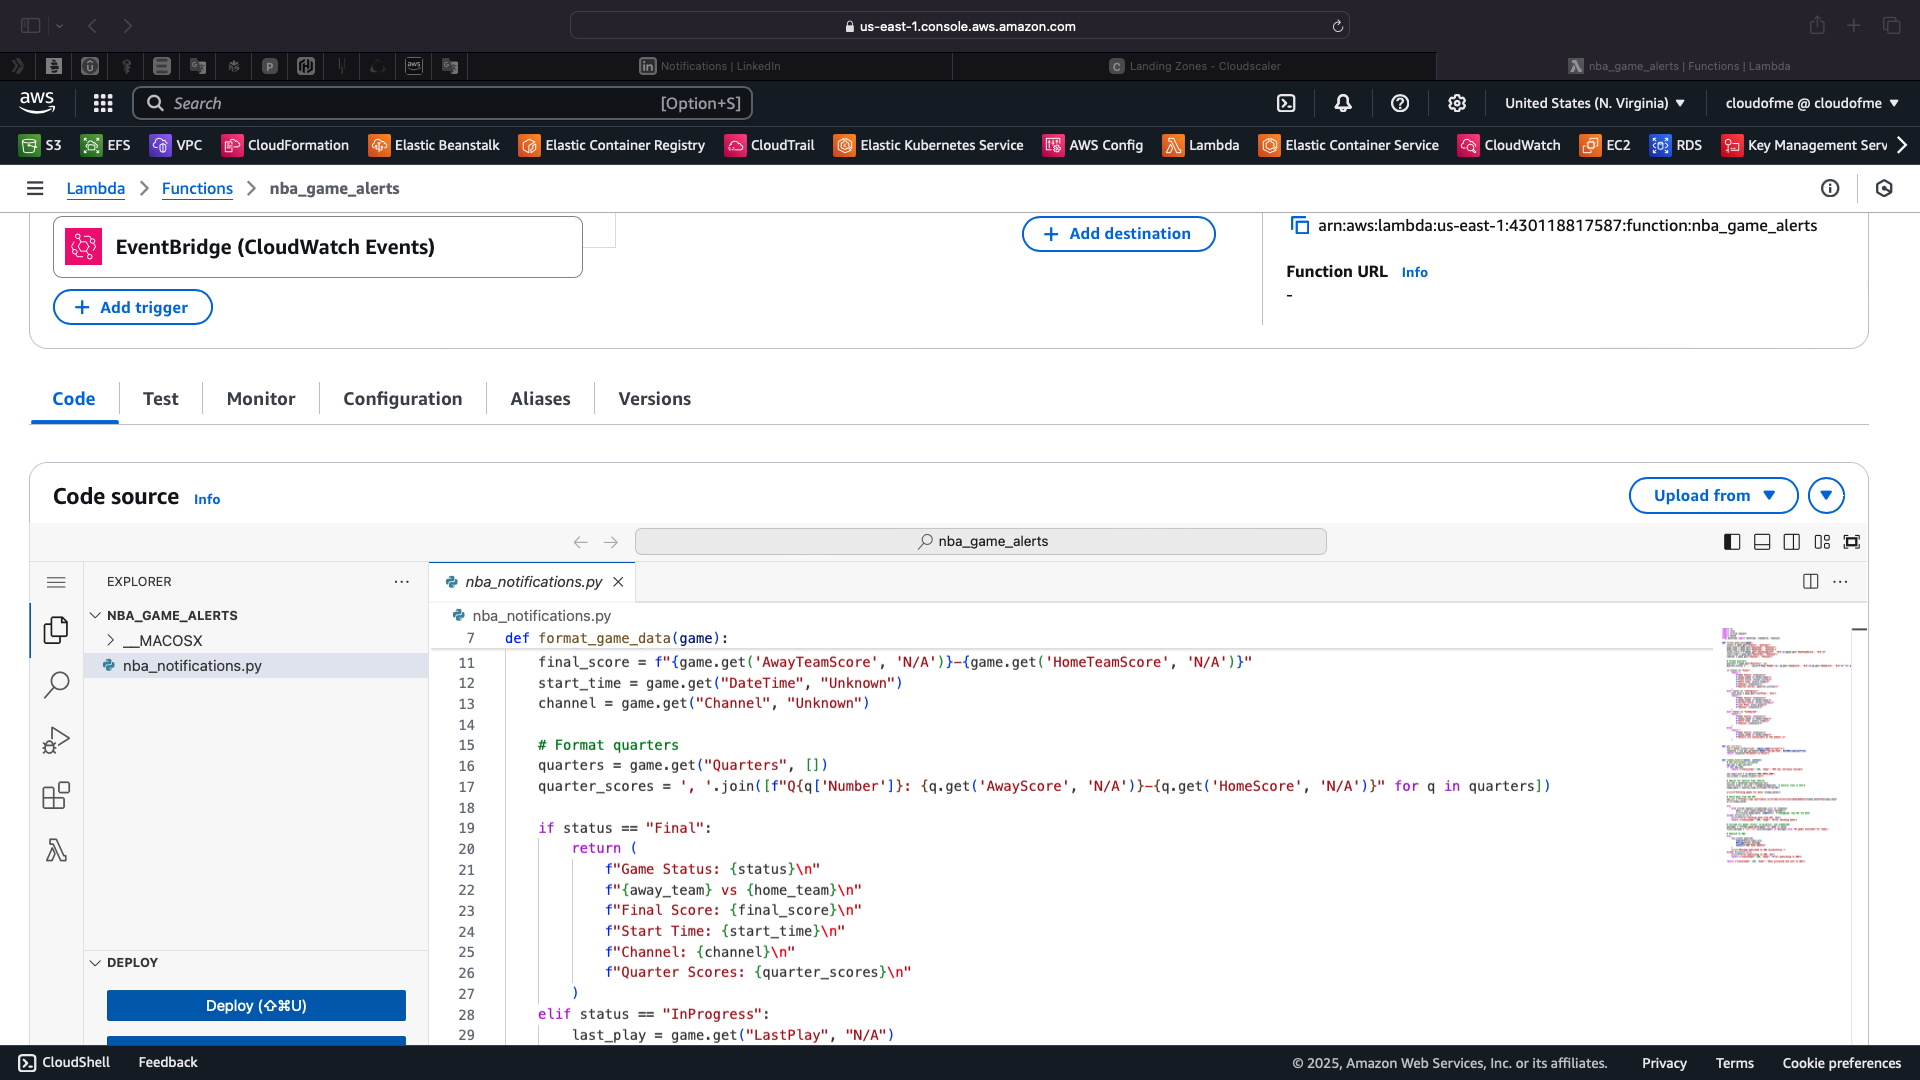 us-east-1.console.aws.amazon.com
Notifications | LinkedIn
Landing Zones - Cloudscaler
nba_game_alerts | Functions | Lambda
aws
Search [Option+S]
United States (N. Virginia)
cloudofme @ cloudofme
S3 EFS VPC CloudFormation Elastic Beanstalk Elastic Container Registry CloudTrail Elastic Kubernetes Service AWS Config Lambda Elastic Container Service CloudWatch EC2 RDS Key Management Serv
Lambda Functions nba_game_alerts
EventBridge (CloudWatch Events)
+ Add destination
arn:aws:lambda:us-east-1:430118817587:function:nba_game_alerts
Function URL Info
-
+ Add trigger
Code Test Monitor Configuration Aliases Versions
Code source Info
Upload from
nba_game_alerts
EXPLORER
NBA_GAME_ALERTS
__MACOSX
nba_notifications.py
DEPLOY
Deploy (⇧⌘U)
nba_notifications.py
nba_notifications.py
7 def format_game_data(game):
11 final_score = f"{game.get('AwayTeamScore', 'N/A')}-{game.get('HomeTeamScore', 'N/A')}"
12 start_time = game.get("DateTime", "Unknown")
13 channel = game.get("Channel", "Unknown")
14
15 # Format quarters
16 quarters = game.get("Quarters", [])
17 quarter_scores = ', '.join([f"Q{q['Number']}: {q.get('AwayScore', 'N/A')}-{q.get('HomeScore', 'N/A')}" for q in quarters])
18
19 if status == "Final":
20 return (
21 f"Game Status: {status}\n"
22 f"{away_team} vs {home_team}\n"
23 f"Final Score: {final_score}\n"
24 f"Start Time: {start_time}\n"
25 f"Channel: {channel}\n"
26 f"Quarter Scores: {quarter_scores}\n"
27 )
28 elif status == "InProgress":
29 last_play = game.get("LastPlay", "N/A")
CloudShell Feedback
© 2025, Amazon Web Services, Inc. or its affiliates. Privacy Terms Cookie preferences